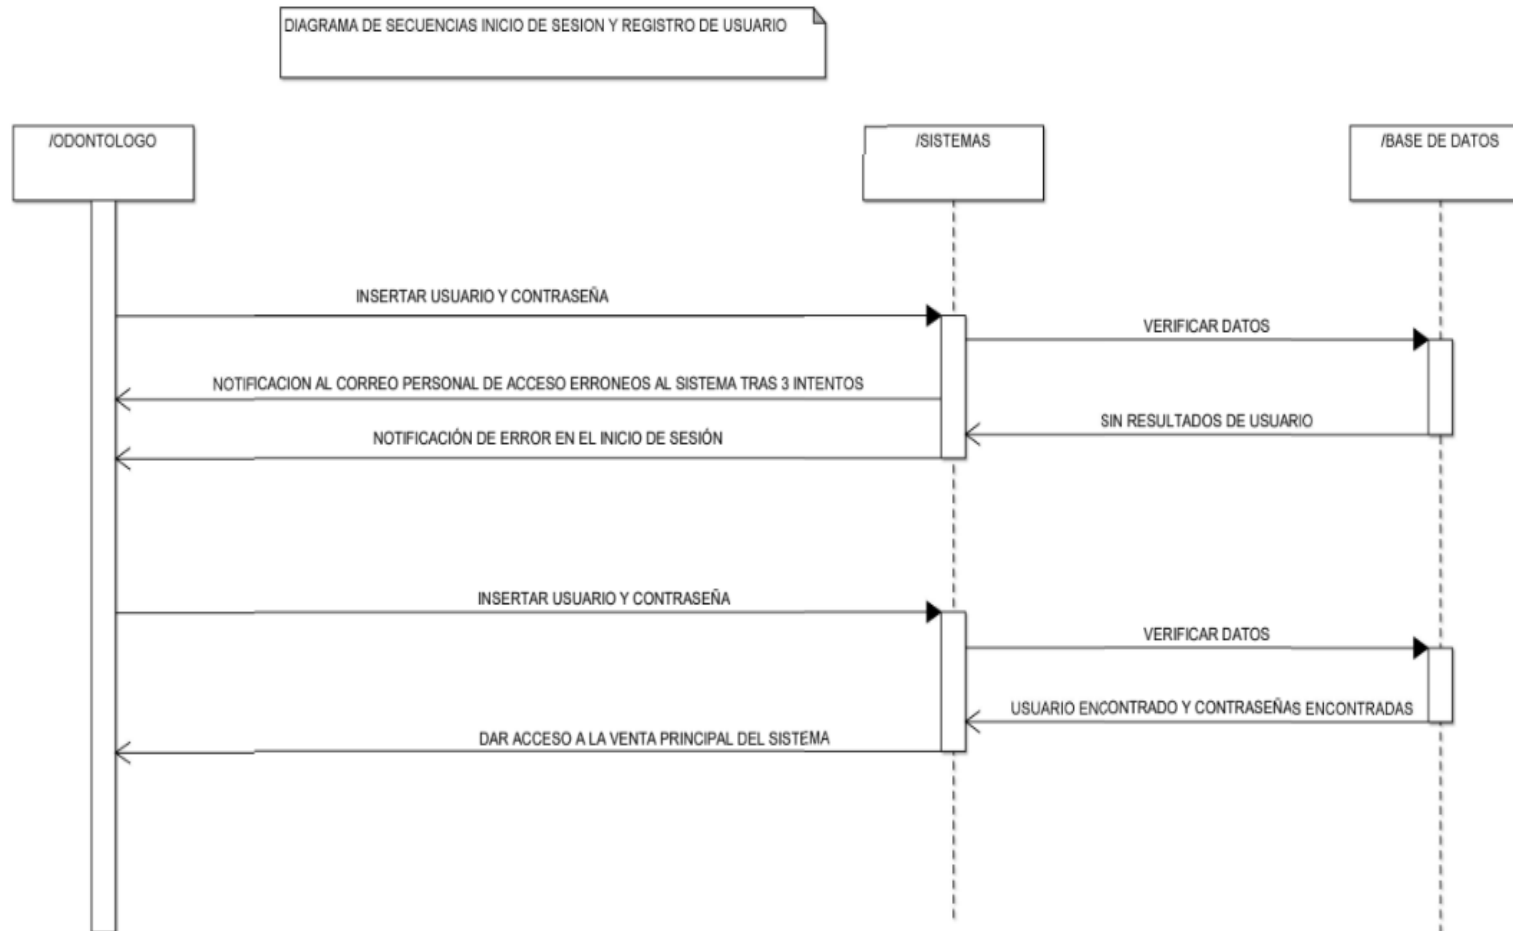 DIAGRAMA DE SECUENCIAS INICIO DE SESION Y REGISTRO DE USUARIO
/ODONTOLOGO
/SISTEMAS
/BASE DE DATOS
INSERTAR USUARIO Y CONTRASEÑA
VERIFICAR DATOS
NOTIFICACION AL CORREO PERSONAL DE ACCESO ERRONEOS AL SISTEMA TRAS 3 INTENTOS
SIN RESULTADOS DE USUARIO
NOTIFICACIÓN DE ERROR EN EL INICIO DE SESIÓN
INSERTAR USUARIO Y CONTRASEÑA
VERIFICAR DATOS
USUARIO ENCONTRADO Y CONTRASEÑAS ENCONTRADAS
DAR ACCESO A LA VENTA PRINCIPAL DEL SISTEMA